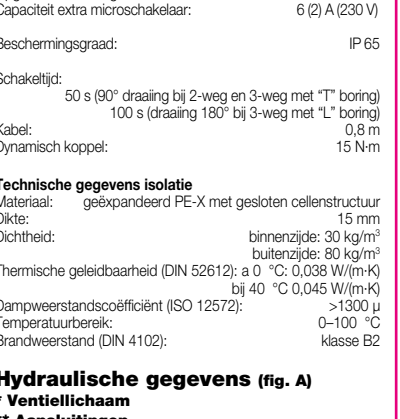 Capaciteit extra microschakelaar: 6 (2) A (230 V)
Beschermingsgraad: IP 65
Schakeltijd:
50 s (90° draaiing bij 2-weg en 3-weg met “T” boring)
100 s (draaiing 180° bij 3-weg met “L” boring)
Kabel: 0,8 m
Dynamisch koppel: 15 N·m
Technische gegevens isolatie
Materiaal: geëxpandeerd PE-X met gesloten cellenstructuur
Dikte: 15 mm
Dichtheid: binnenzijde: 30 kg/m³
buitenzijde: 80 kg/m³
Thermische geleidbaarheid (DIN 52612): a 0 °C: 0,038 W/(m·K)
bij 40 °C 0,045 W/(m·K)
Dampweerstandscoëfficiënt (ISO 12572): >1300 µ
Temperatuurbereik: 0–100 °C
Brandweerstand (DIN 4102): klasse B2
Hydraulische gegevens (fig. A)
* Ventiellichaam
** Aansluitingen